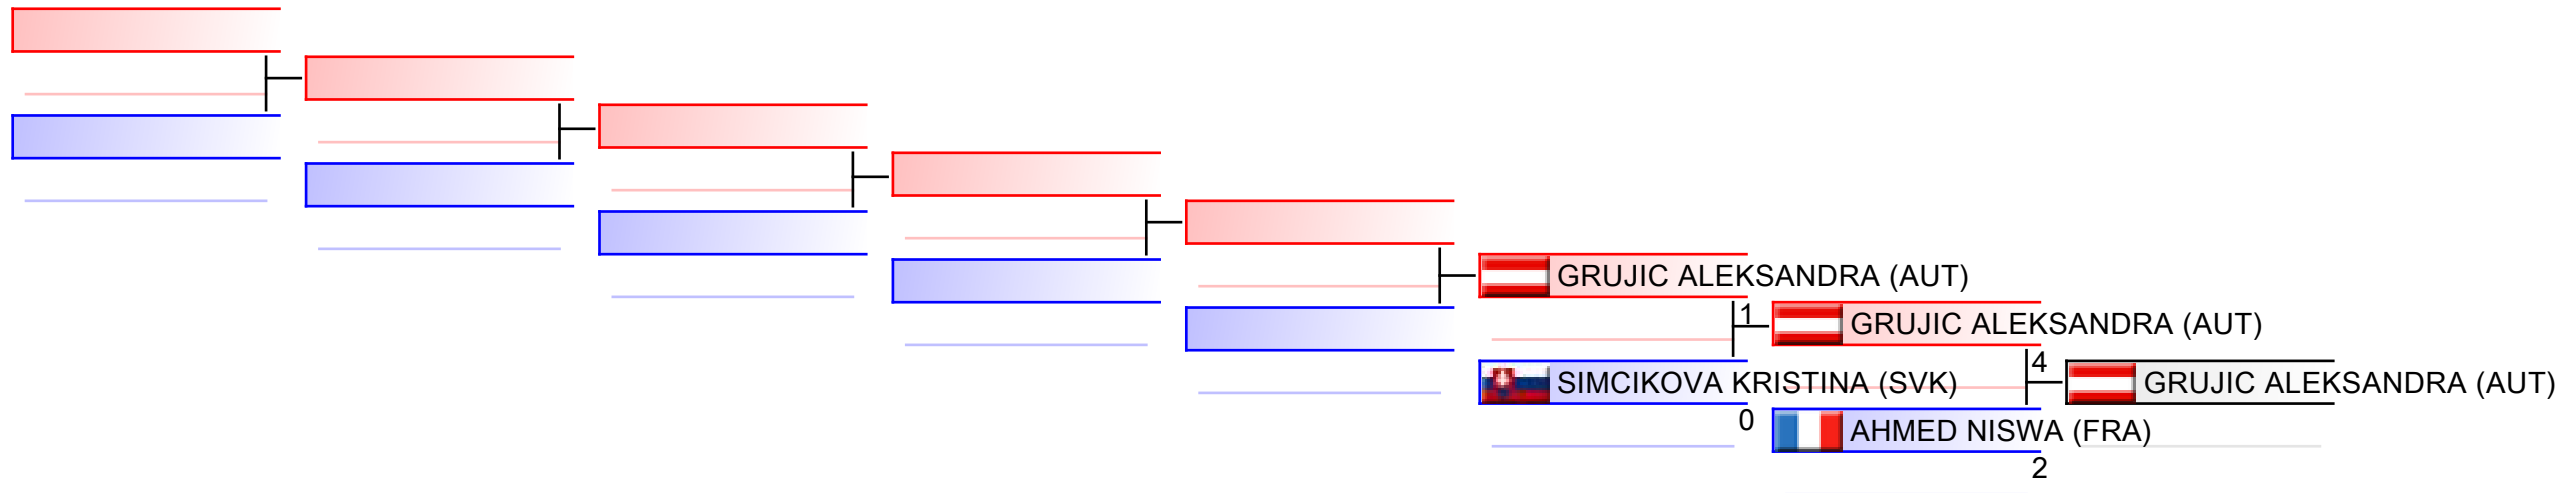 GRUJIC ALEKSANDRA (AUT)
1
GRUJIC ALEKSANDRA (AUT)
SIMCIKOVA KRISTINA (SVK)
0
4
GRUJIC ALEKSANDRA (AUT)
AHMED NISWA (FRA)
2